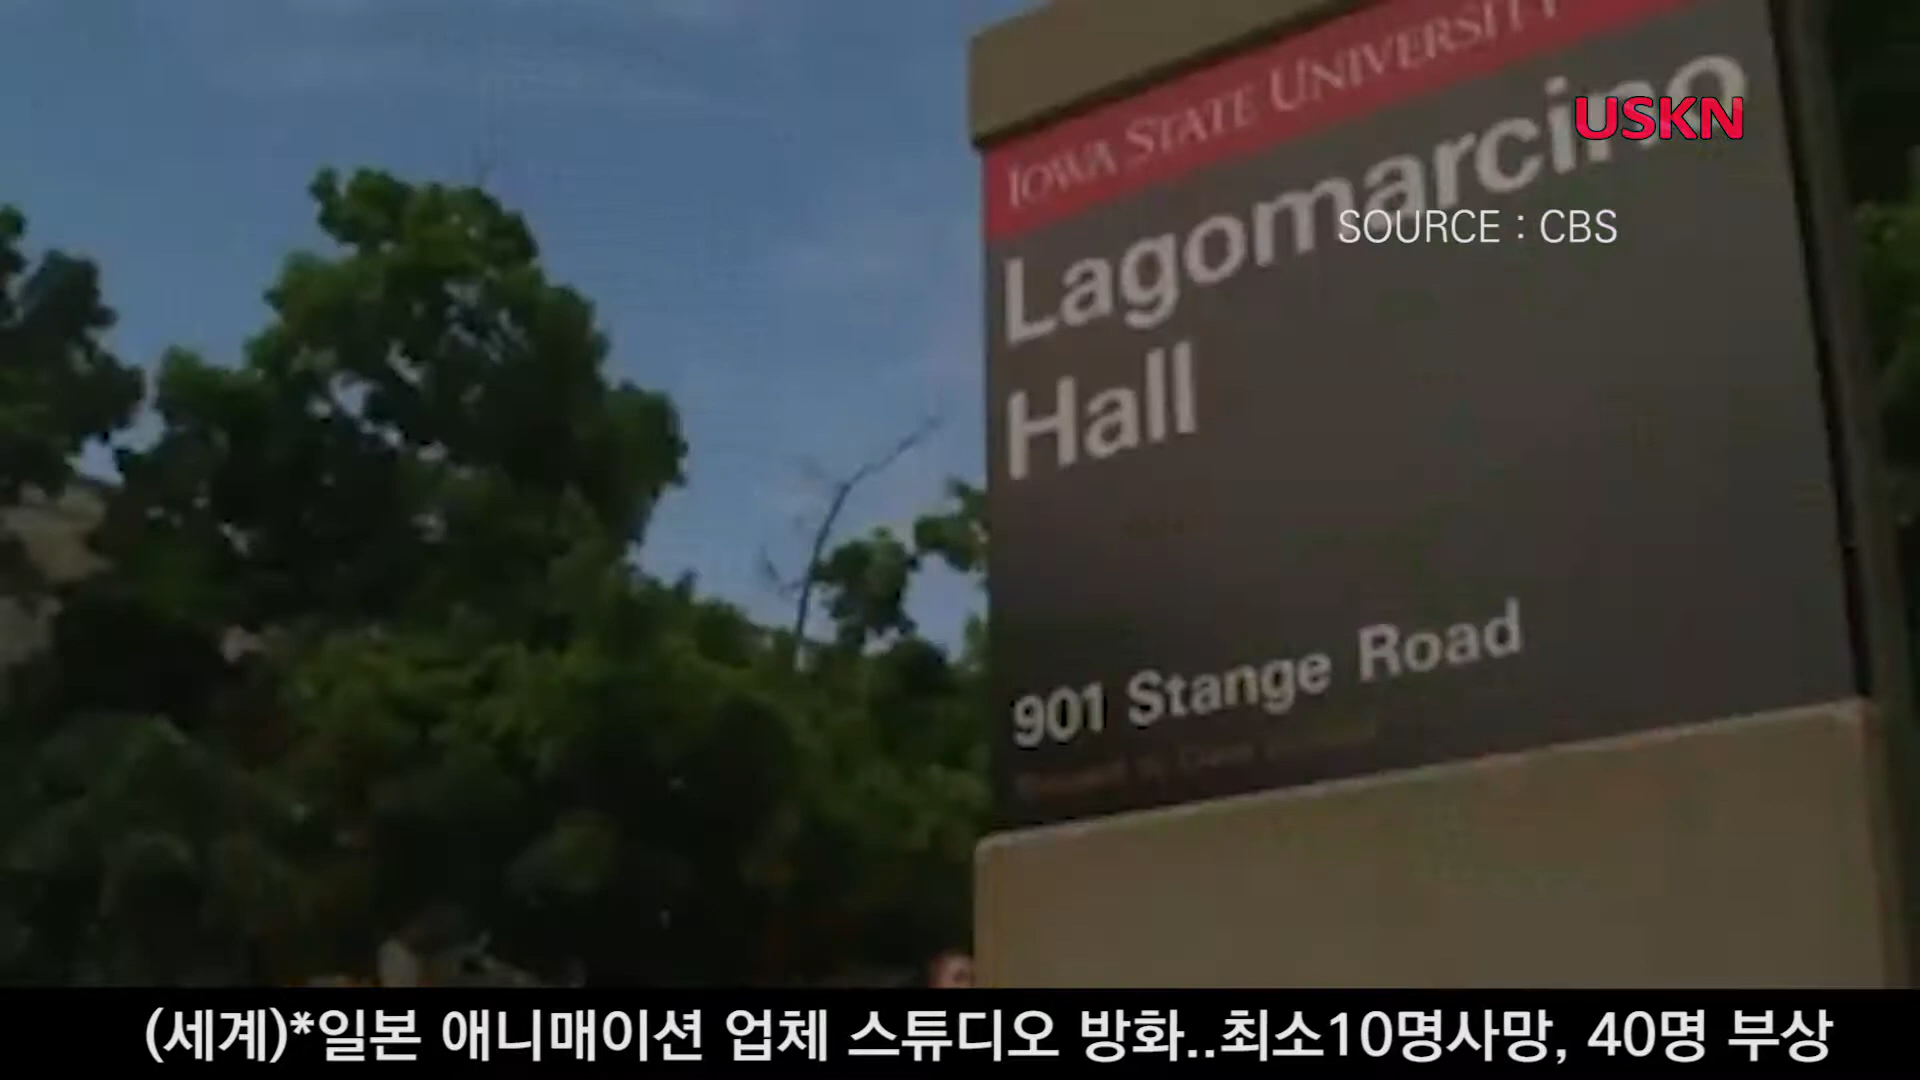 IOWA STATE UNIVERSITY
USKN
Lagomarcino
SOURCE : CBS
Hall
901 Stange Road
(세계)*일본 애니매이션 업체 스튜디오 방화..최소10명사망, 40명 부상